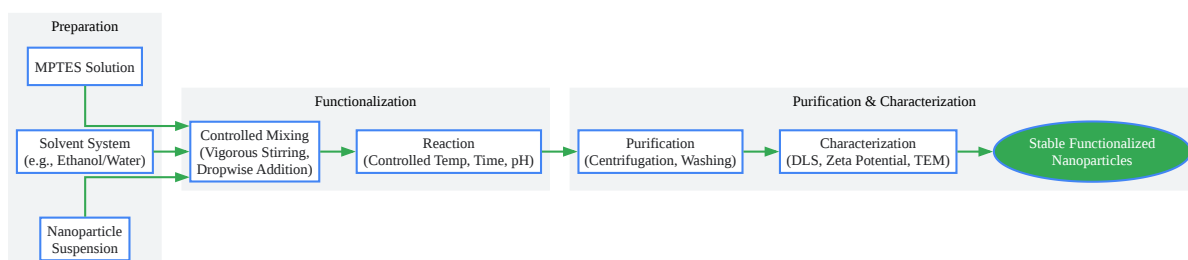 Preparation
MPTES Solution
Solvent System
(e.g., Ethanol/Water)
Nanoparticle
Suspension
Functionalization
Controlled Mixing
(Vigorous Stirring,
Dropwise Addition)
Reaction
(Controlled Temp, Time, pH)
Purification & Characterization
Purification
(Centrifugation, Washing)
Characterization
(DLS, Zeta Potential, TEM)
Stable Functionalized
Nanoparticles